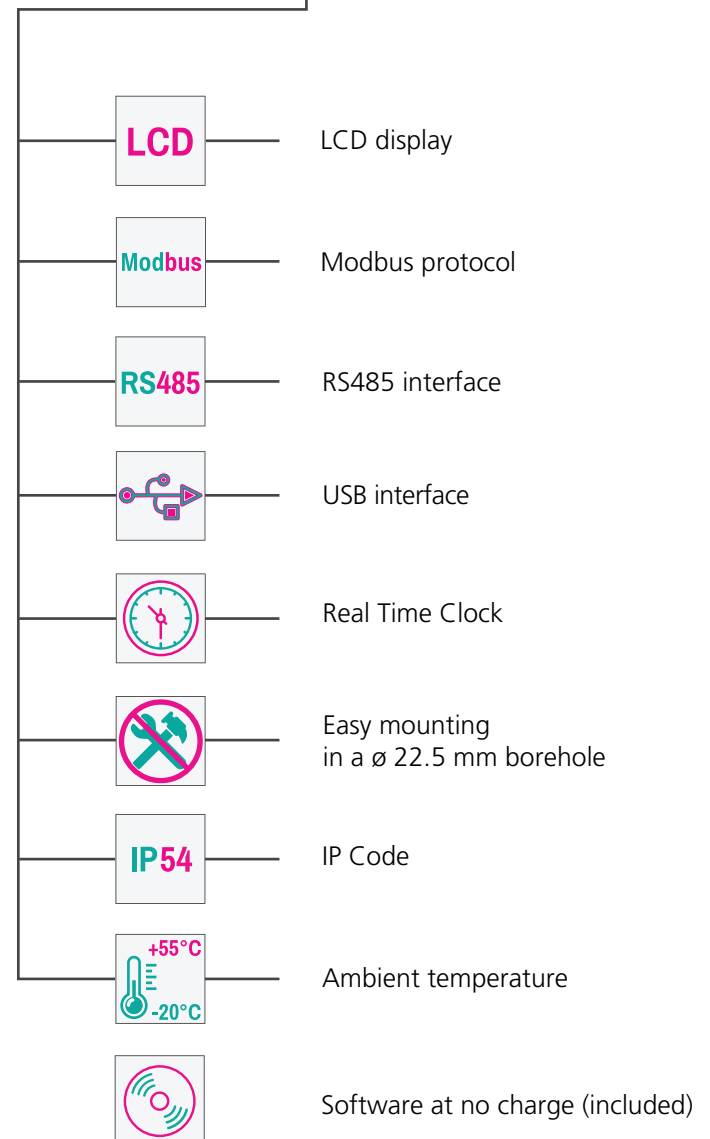 LCD
LCD display
Modbus
Modbus protocol
RS485
RS485 interface
USB interface
Real Time Clock
Easy mounting
in a ø 22.5 mm borehole
IP54
IP Code
+55°C
-20°C
Ambient temperature
Software at no charge (included)